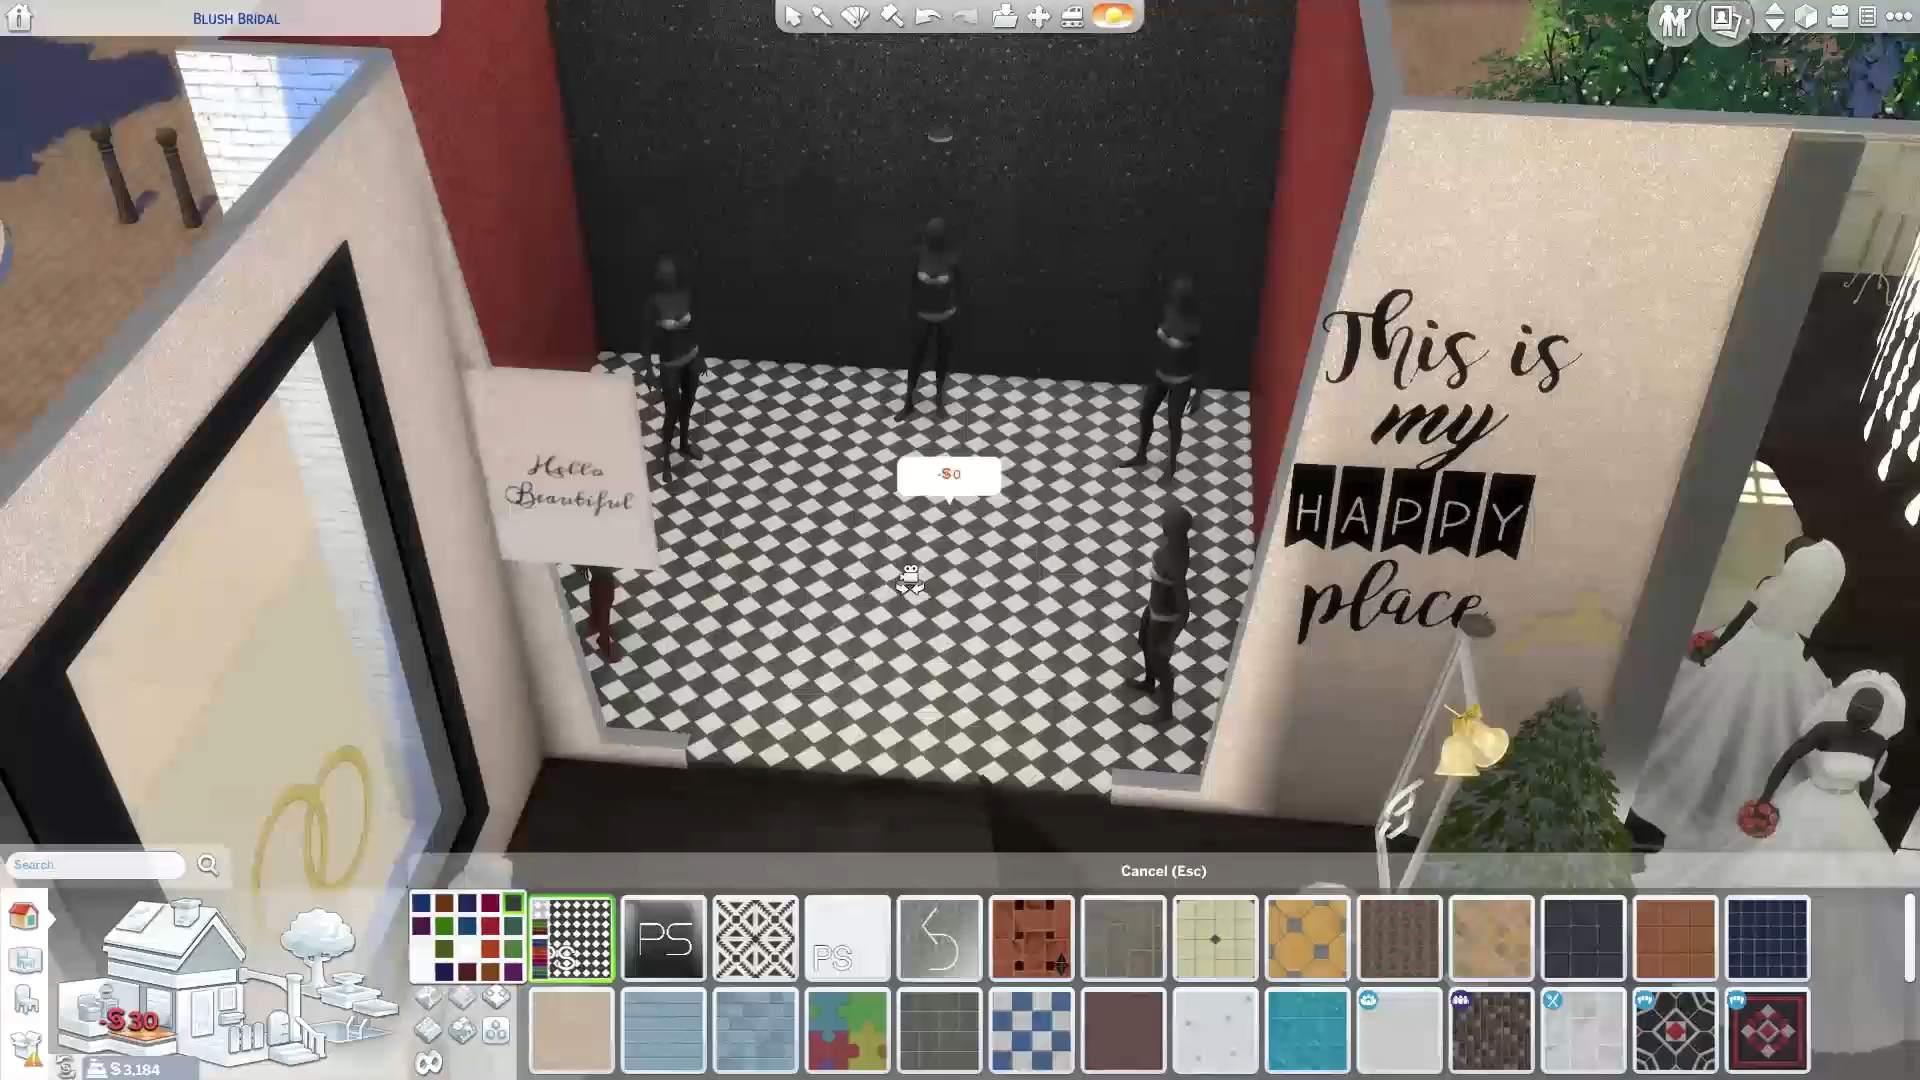 BLUSH BRIDAL
This is
my
HAPPY
place
Hello
Beautiful
-$0
Search
Cancel (Esc)
PS
PS
-$30
$3,184